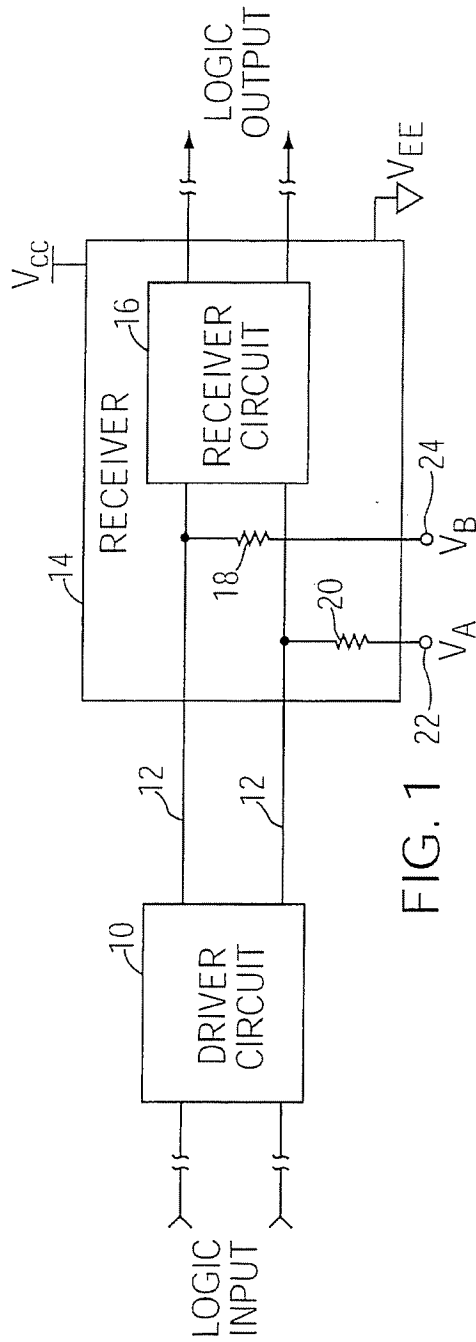 LOGIC
INPUT
10
DRIVER
CIRCUIT
12
12
14
RECEIVER
16
RECEIVER
CIRCUIT
18
20
22
V_A
24
V_B
V_CC
V_EE
LOGIC
OUTPUT
FIG. 1